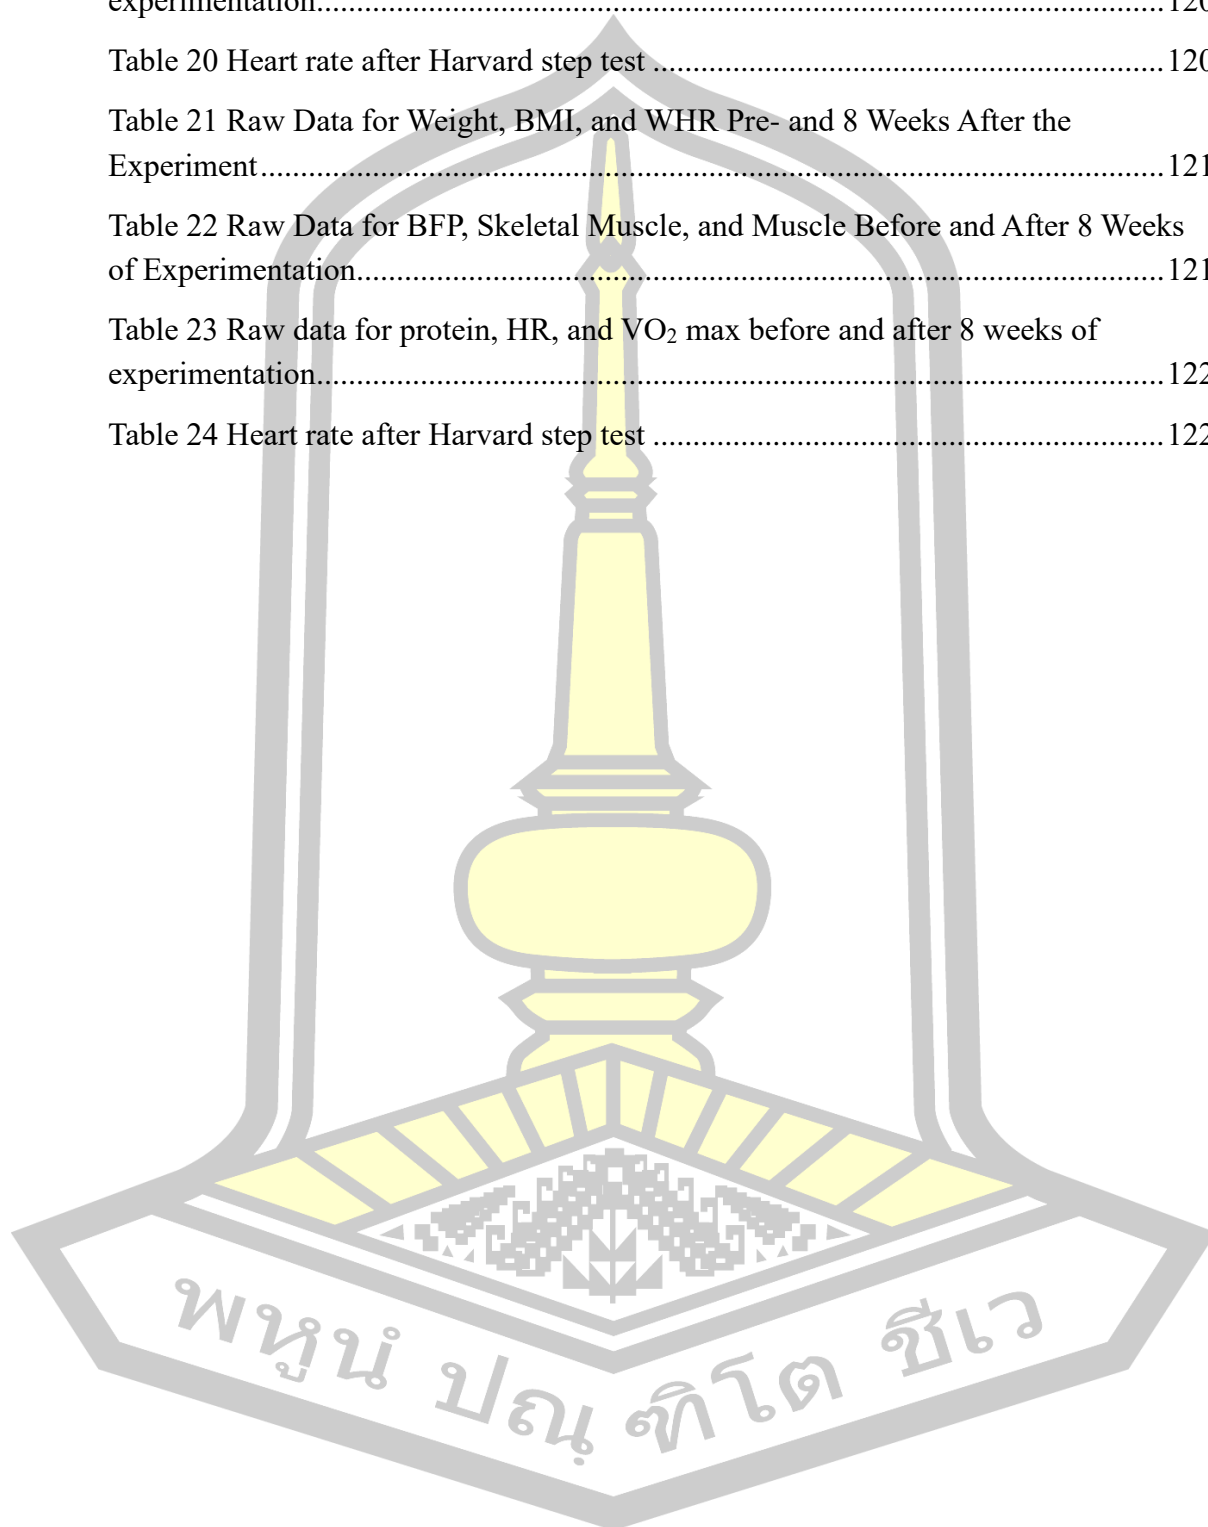 experimentation....................................................................................................120
Table 20 Heart rate after Harvard step test .............................................................120
Table 21 Raw Data for Weight, BMI, and WHR Pre- and 8 Weeks After the
Experiment............................................................................................................121
Table 22 Raw Data for BFP, Skeletal Muscle, and Muscle Before and After 8 Weeks
of Experimentation.................................................................................................121
Table 23 Raw data for protein, HR, and VO₂ max before and after 8 weeks of
experimentation....................................................................................................122
Table 24 Heart rate after Harvard step test .............................................................122
พหูนํ ปณฺฑิโต ชีเว